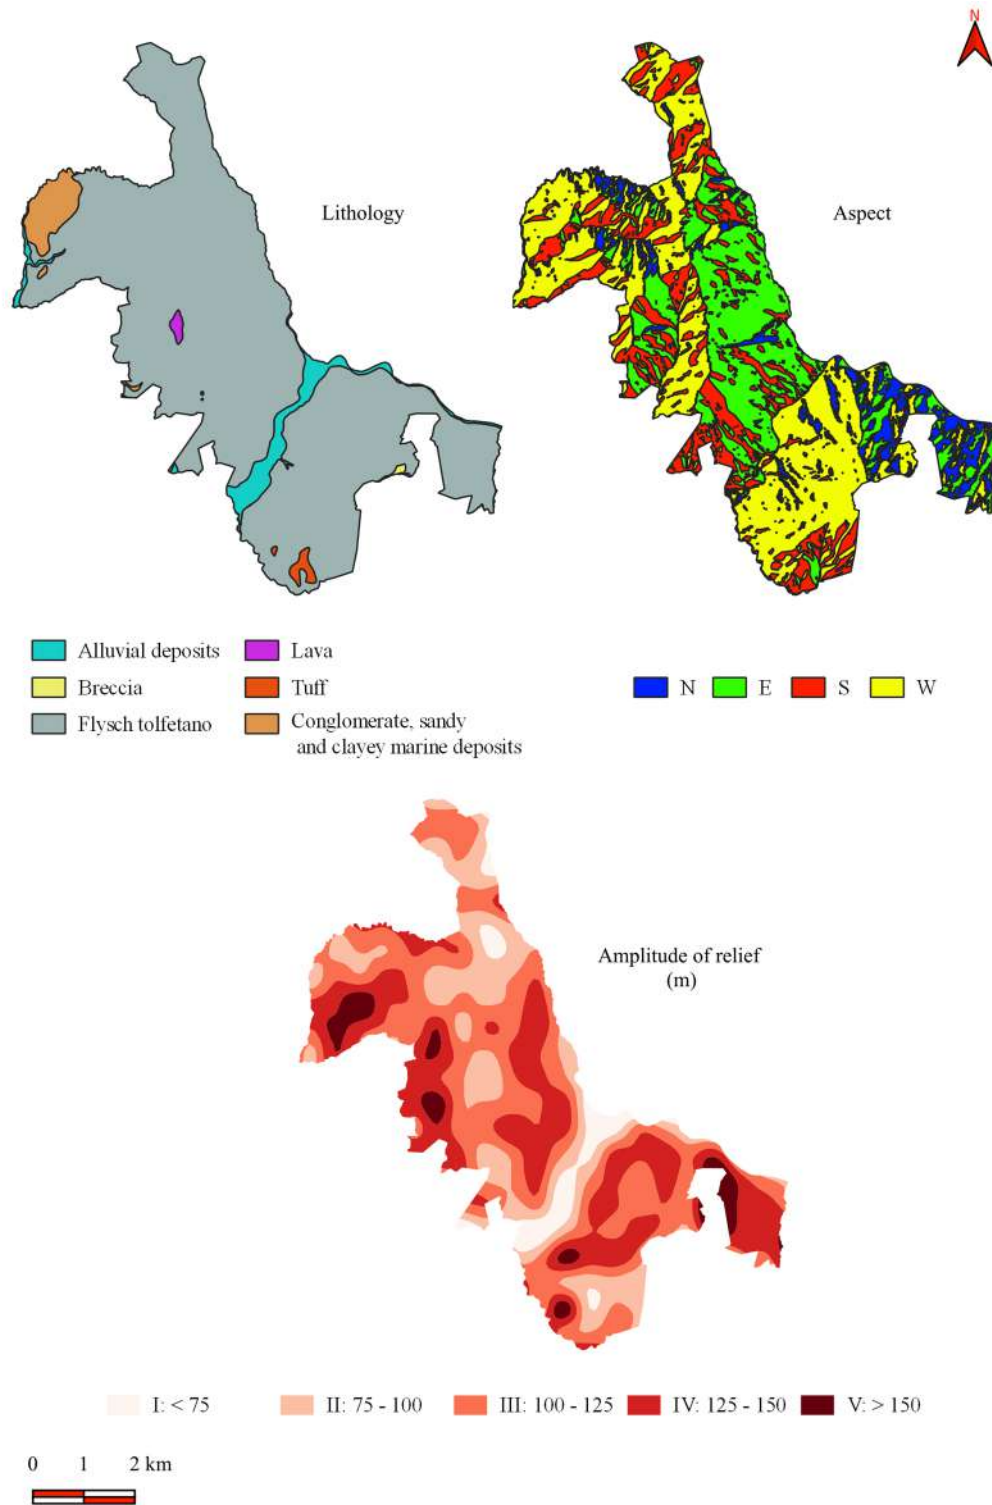 N
Lithology
Aspect
Alluvial deposits
Lava
Breccia
Tuff
Flysch tolfetano
Conglomerate, sandy
and clayey marine deposits
N
E
S
W
Amplitude of relief
(m)
I: < 75
II: 75 - 100
III: 100 - 125
IV: 125 - 150
V: > 150
0 1 2 km